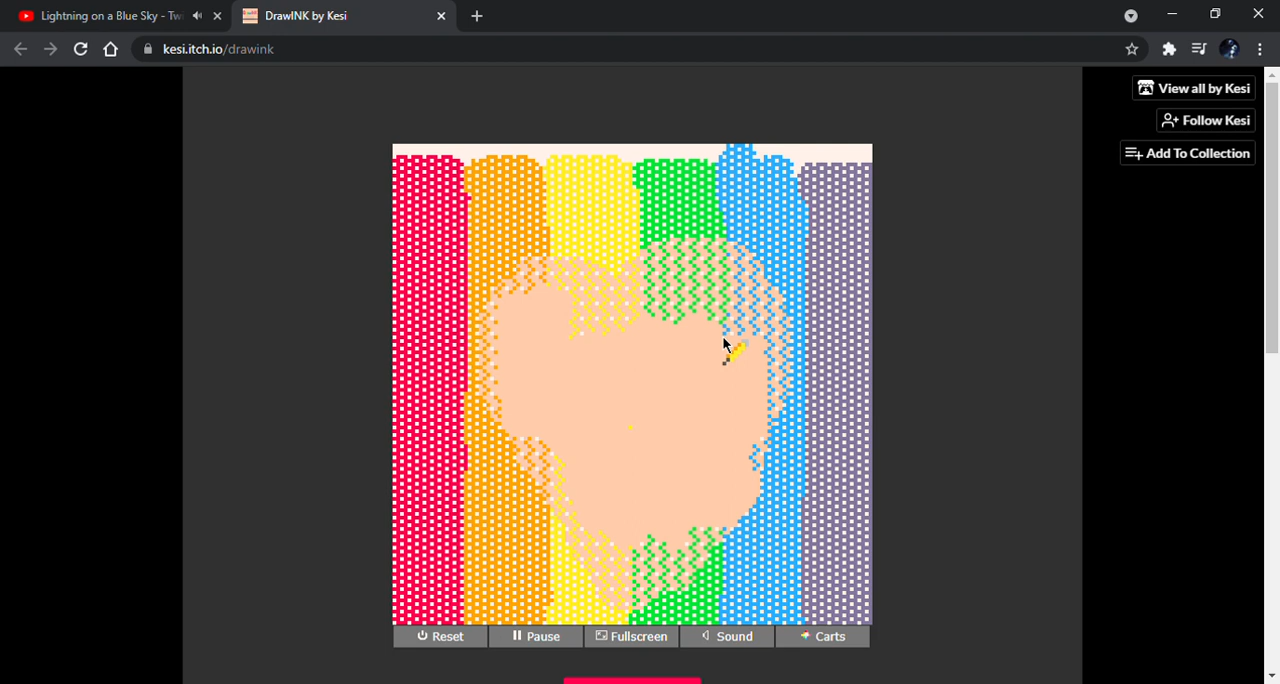 Lightning on a Blue Sky - Tw
DrawINK by Kesi
kesi.itch.io/drawink
View all by Kesi
Follow Kesi
Add To Collection
Reset
Pause
Fullscreen
Sound
Carts